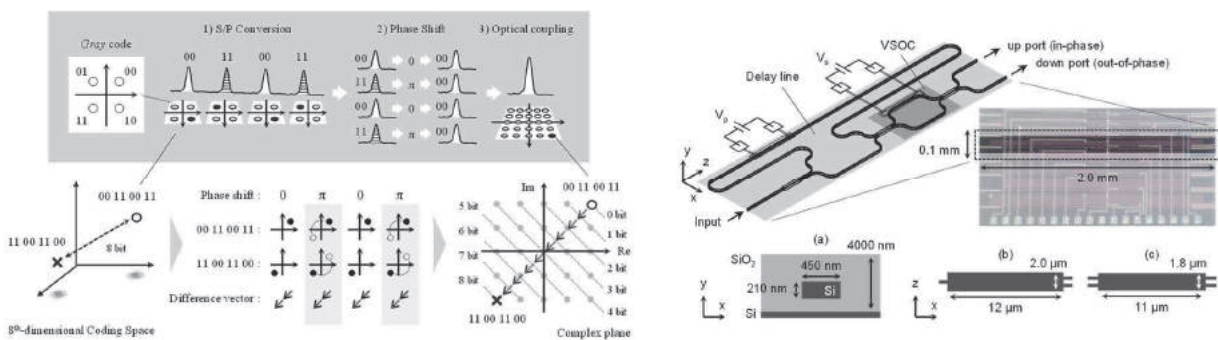 1) S/P Conversion
2) Phase Shift
3) Optical coupling
Gray code
01 00
11 10
00 11 00 11
00 0 00
11 π 00
00 0 00
11 π 00
00 11 00 11
11 00 11 00
8 bit
8th-dimensional Coding Space
Phase shift : 0 π 0 π
00 11 00 11 :
11 00 11 00 :
Difference vector :
Im 00 11 00 11
5 bit
6 bit
7 bit
8 bit
0 bit
1 bit
Re
2 bit
3 bit
4 bit
11 00 11 00
Complex plane
up port (in-phase)
down port (out-of-phase)
VSOC
Vs
Delay line
Vp
y
z
x
Input
0.1 mm
2.0 mm
(a)
4000 nm
SiO2
450 nm
210 nm
Si
Si
y
x
(b)
2.0 μm
12 μm
z
x
(c)
1.8 μm
11 μm